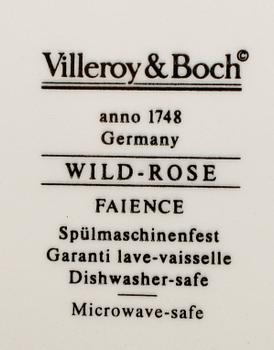 Villeroy & Boch©
anno 1748
Germany
WILD-ROSE
FAIENCE
Spülmaschinenfest
Garanti lave-vaisselle
Dishwasher-safe
Microwave-safe